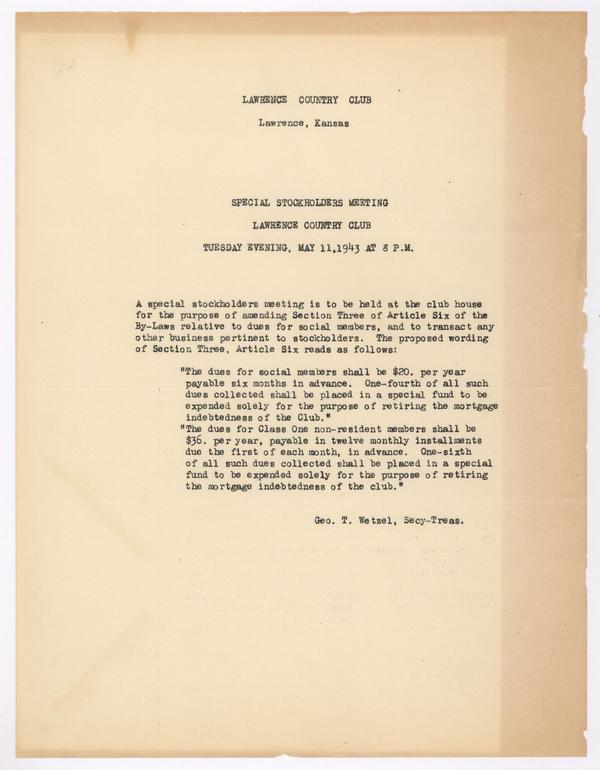 LAWRENCE COUNTRY CLUB
Lawrence, Kansas
SPECIAL STOCKHOLDERS MEETING
LAWRENCE COUNTRY CLUB
TUESDAY EVENING, MAY 11,1943 AT 8 P.M.
A special stockholders meeting is to be held at the club house
for the purpose of amending Section Three of Article Six of the
By-Laws relative to dues for social members, and to transact any
other business pertinent to stockholders. The proposed wording
of Section Three, Article Six reads as follows:
"The dues for social members shall be $20. per year
payable six months in advance. One-fourth of all such
dues collected shall be placed in a special fund to be
expended solely for the purpose of retiring the mortgage
indebtedness of the Club."
"The dues for Class One non-resident members shall be
$36. per year, payable in twelve monthly installments
due the first of each month, in advance. One-sixth
of all such dues collected shall be placed in a special
fund to be expended solely for the purpose of retiring
the mortgage indebtedness of the club."
Geo. T. Wetzel, Secy-Treas.